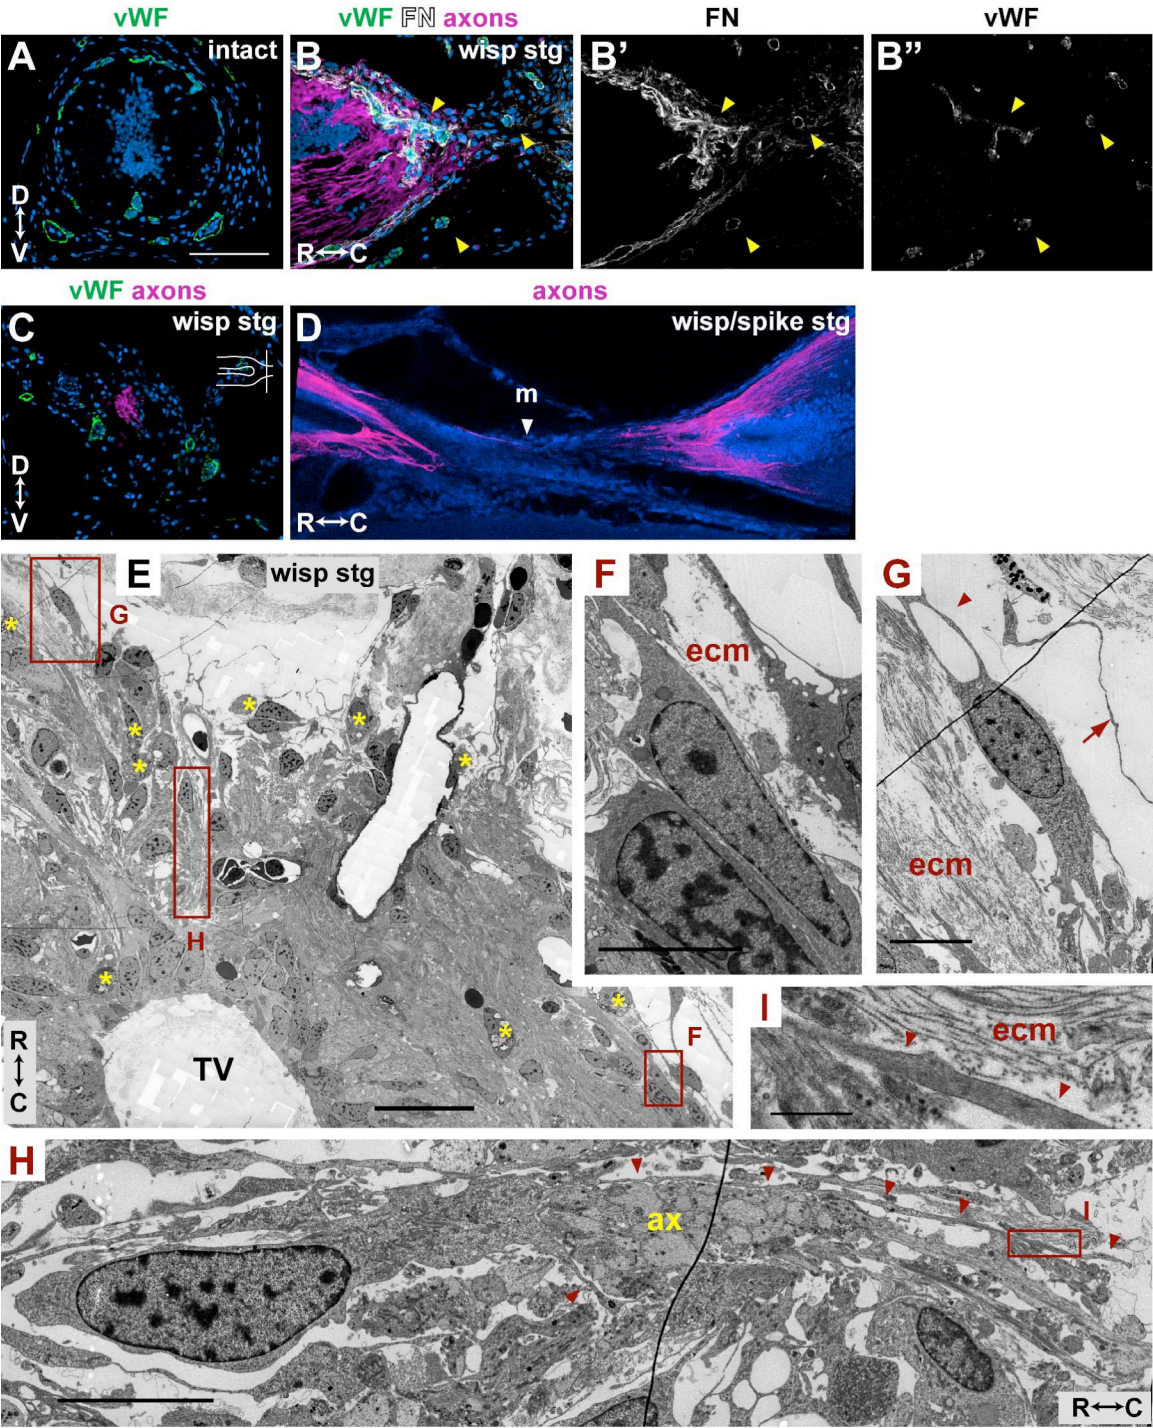 vWF
vWF FN axons
FN
vWF
A
intact
D
V
B
wisp stg
R↔C
B’
B”
vWF axons
axons
C
wisp stg
D
V
D
wisp/spike stg
m
R↔C
E
wisp stg
G
H
F
TV
R
C
F
ecm
G
ecm
I
ecm
H
ax
I
R↔C